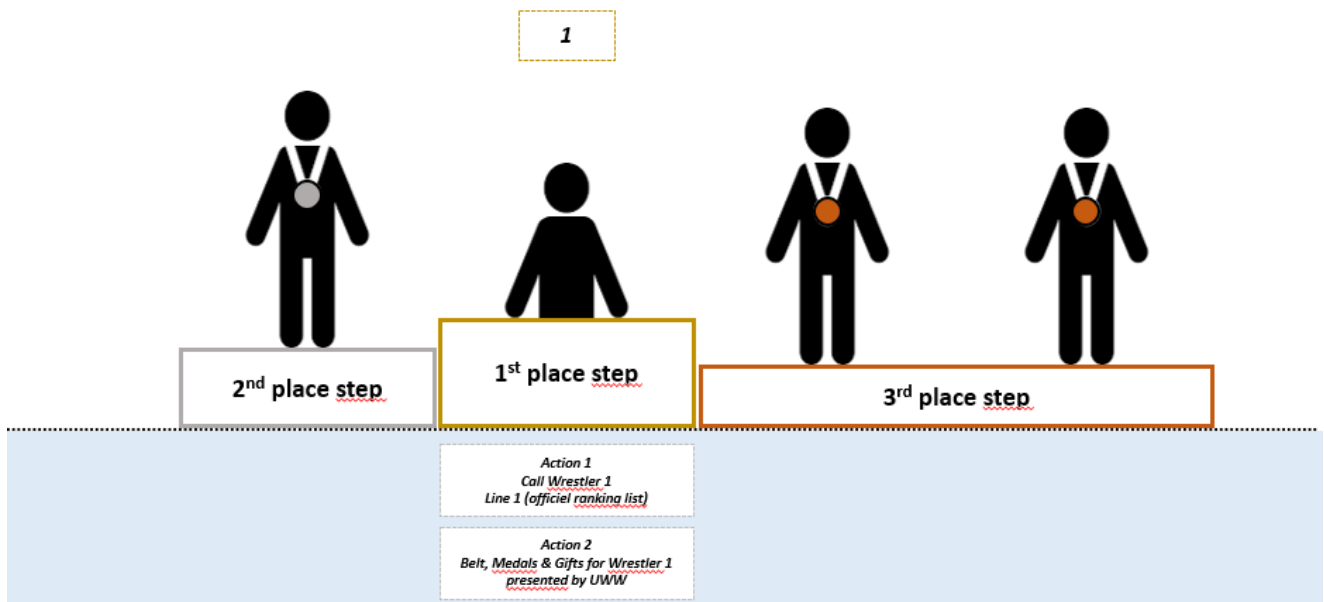 1
2nd place step
1st place step
3rd place step
Action 1
Call Wrestler 1
Line 1 (officiel ranking list)
Action 2
Belt, Medals & Gifts for Wrestler 1
presented by UWW